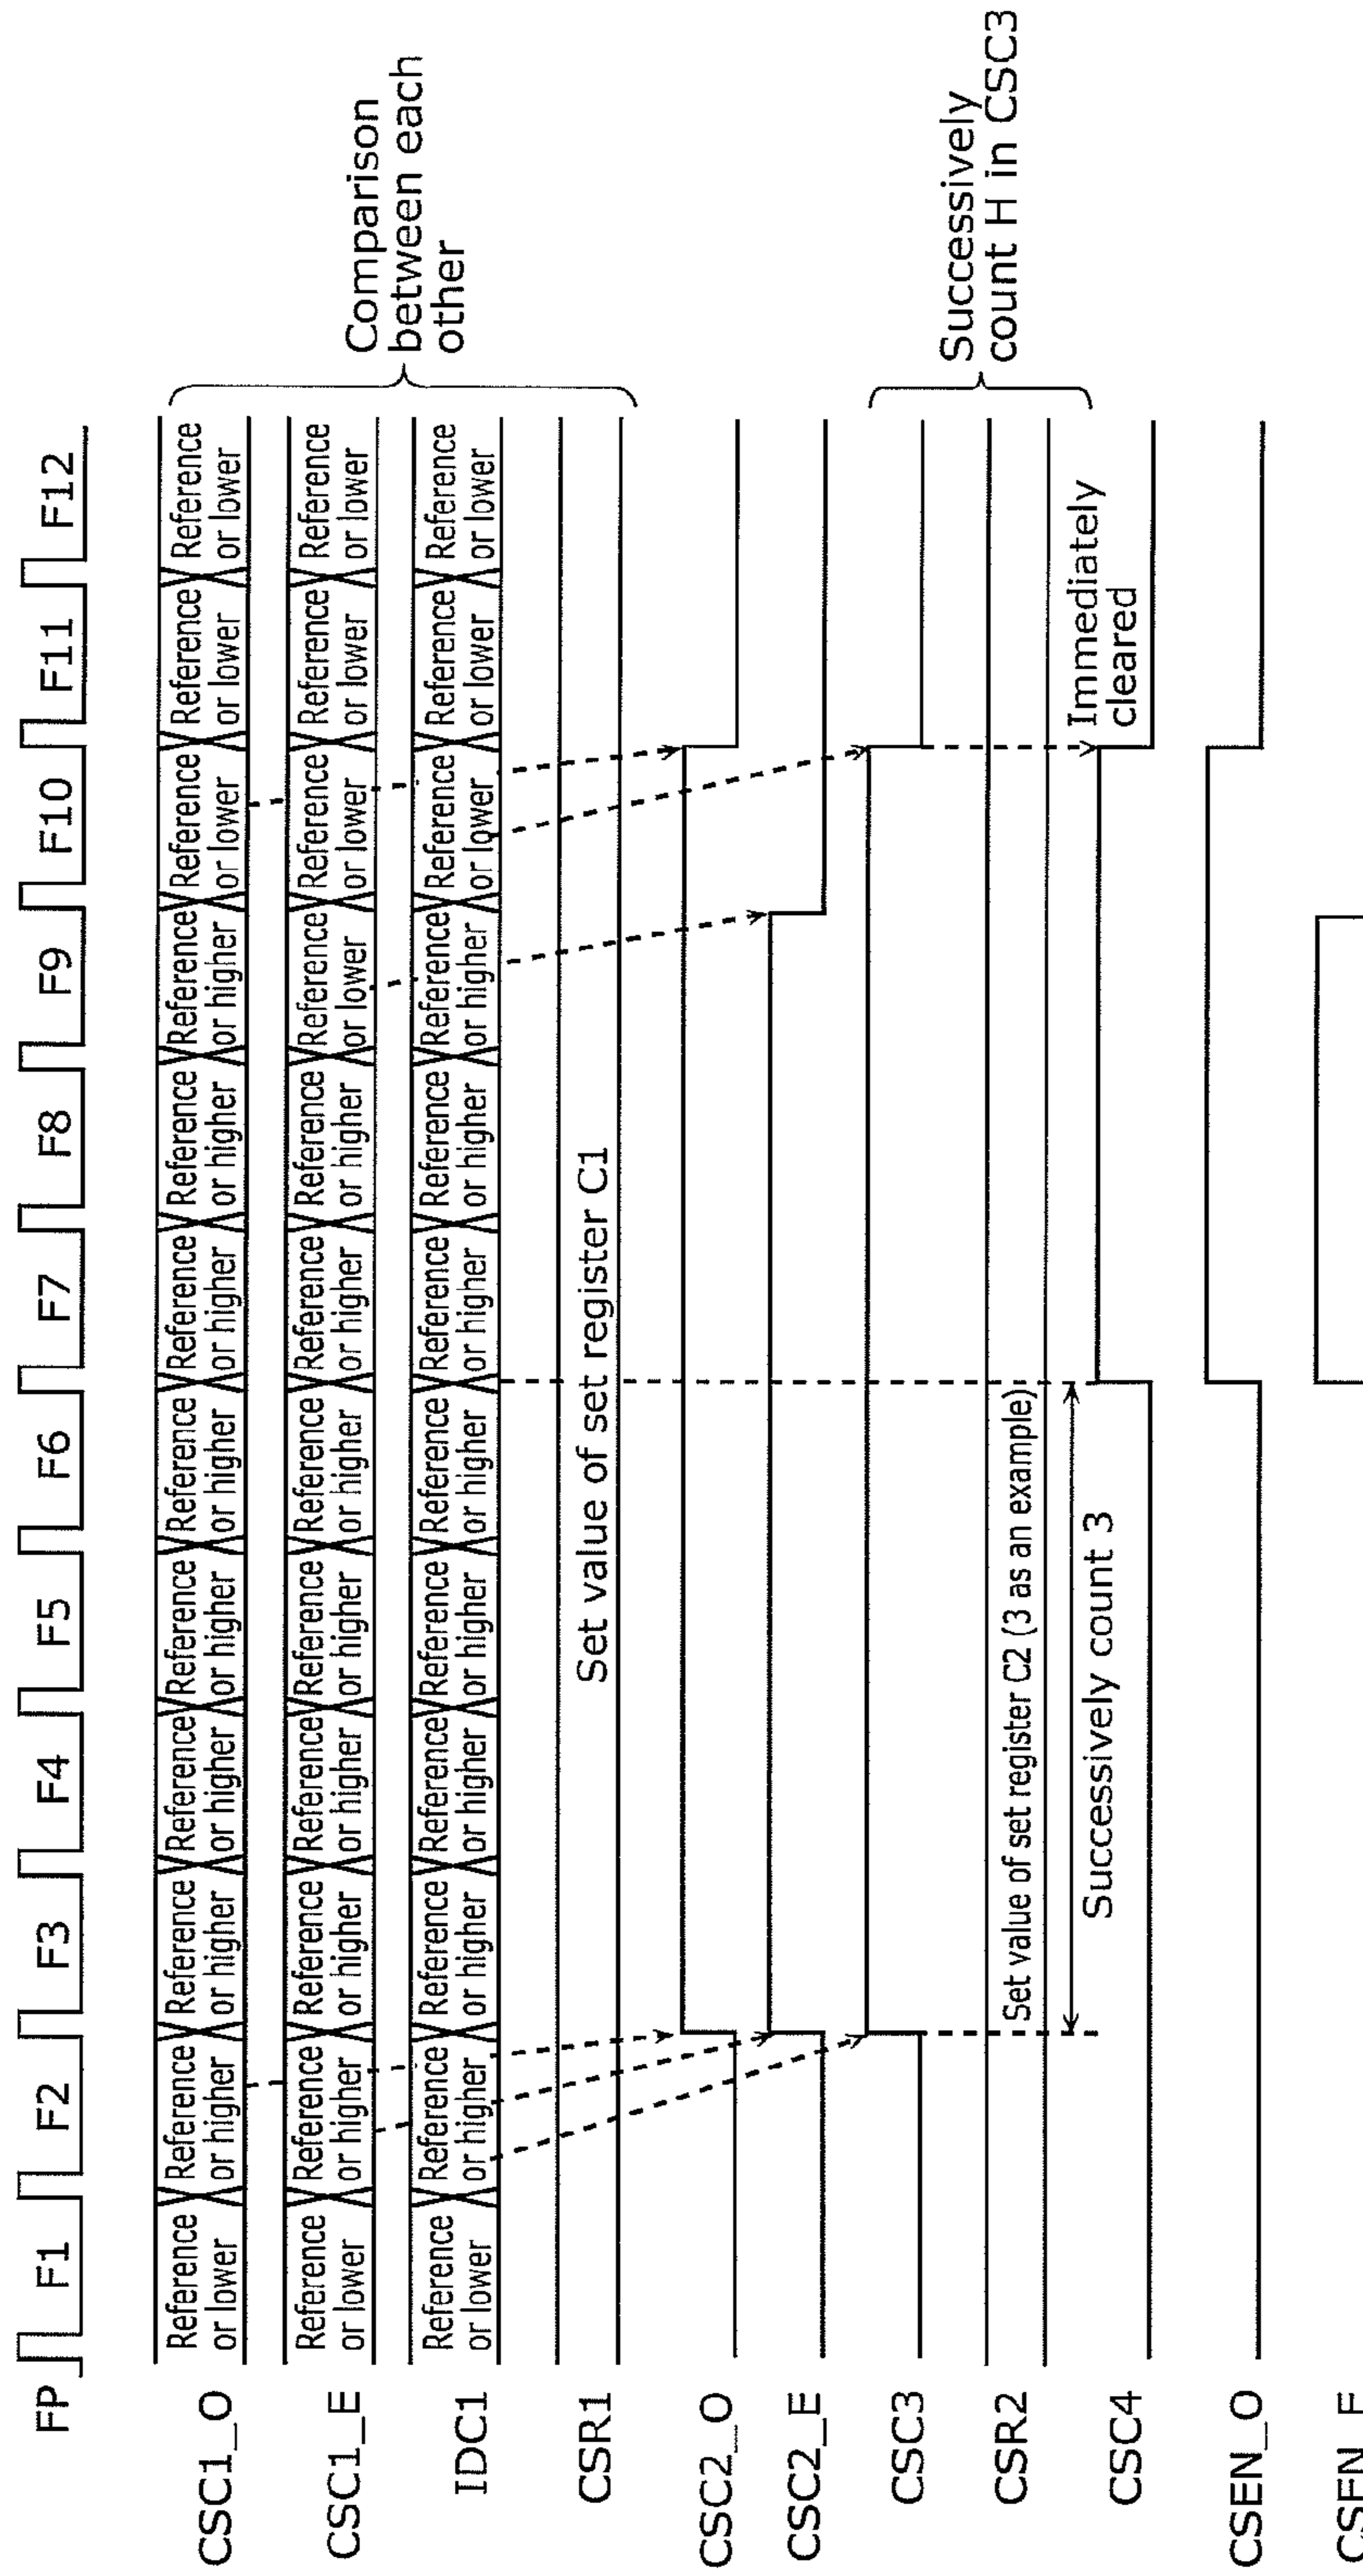 FP F1 F2 F3 F4 F5 F6 F7 F8 F9 F10 F11 F12
CSC1_O
Reference Reference Reference Reference Reference Reference Reference Reference Reference Reference Reference Reference
or lower or higher or higher or higher or higher or higher or higher or higher or higher or lower or lower or lower
CSC1_E
Reference Reference Reference Reference Reference Reference Reference Reference Reference Reference Reference Reference
or lower or higher or higher or higher or higher or higher or higher or higher or lower or lower or lower or lower
IDC1
Reference Reference Reference Reference Reference Reference Reference Reference Reference Reference Reference Reference
or lower or higher or higher or higher or higher or higher or higher or higher or higher or lower or lower or lower
Comparison
between each
other
CSR1
Set value of set register C1
CSC2_O
CSC2_E
CSC3
Successively
count H in CSC3
CSR2
Set value of set register C2 (3 as an example)
Successively count 3
Immediately
cleared
CSC4
CSEN_O